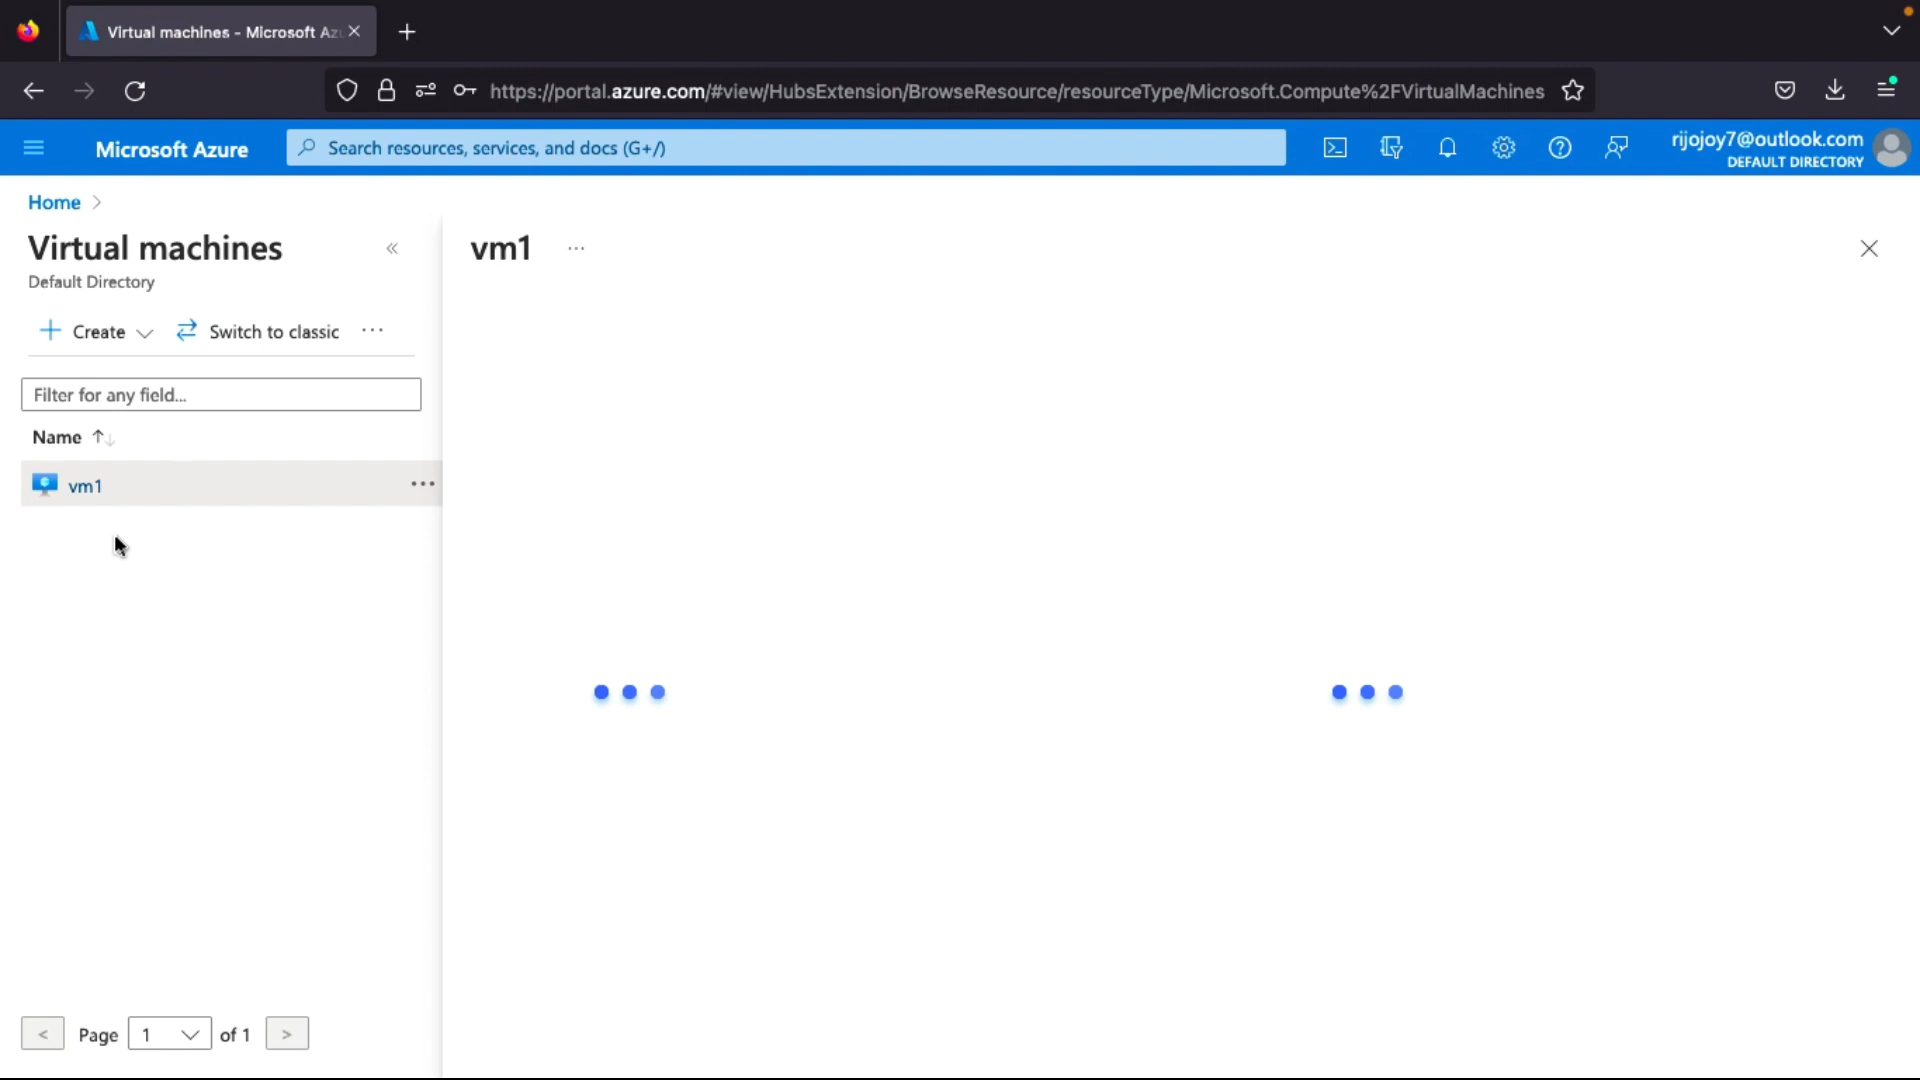 Virtual machines - Microsoft Az
https://portal.azure.com/#view/HubsExtension/BrowseResource/resourceType/Microsoft.Compute%2FVirtualMachines
Microsoft Azure
Search resources, services, and docs (G+/)
rijojoy7@outlook.com
DEFAULT DIRECTORY
Home
Virtual machines
Default Directory
Create
Switch to classic
Filter for any field...
Name
vm1
vm1
Page 1 of 1